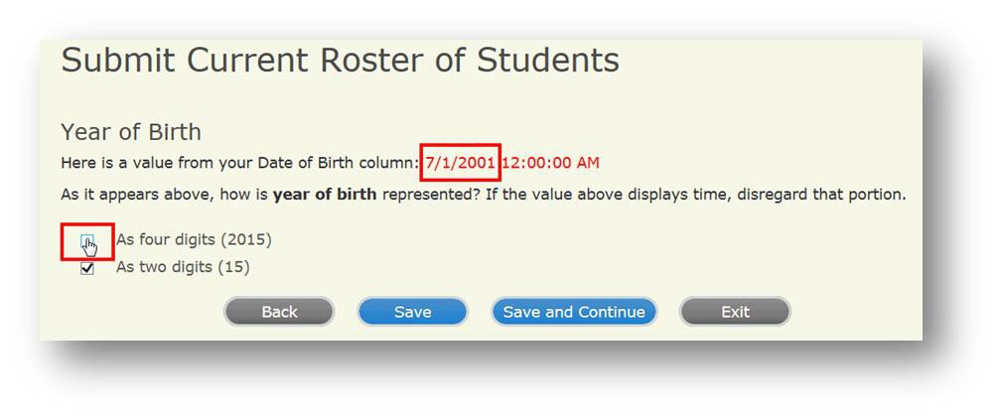 Submit Current Roster of Students
Year of Birth
Here is a value from your Date of Birth column: 7/1/2001 12:00:00 AM
As it appears above, how is year of birth represented? If the value above displays time, disregard that portion.
As four digits (2015)
As two digits (15)
Back Save Save and Continue Exit